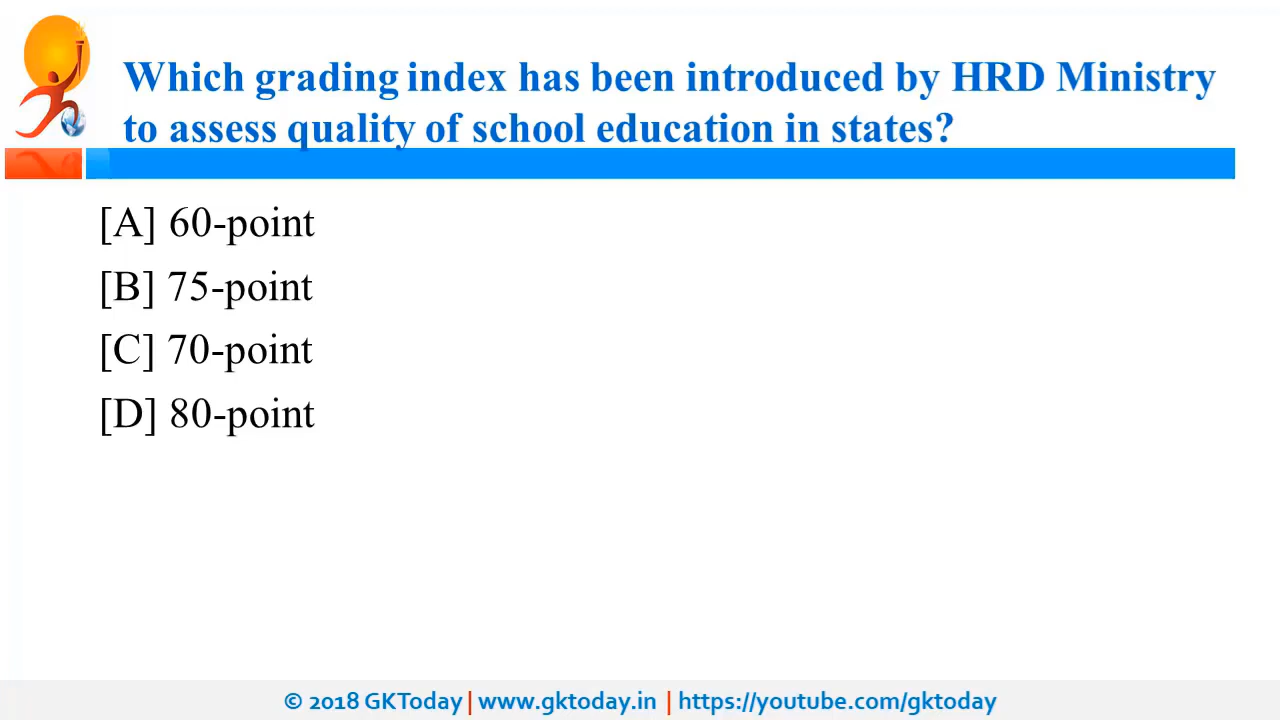 Which grading index has been introduced by HRD Ministry
to assess quality of school education in states?
[A] 60-point
[B] 75-point
[C] 70-point
[D] 80-point
© 2018 GKToday | www.gktoday.in | https://youtube.com/gktoday